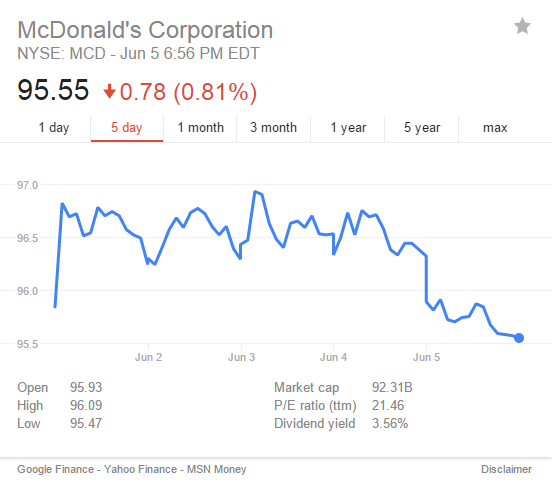 McDonald's Corporation
NYSE: MCD - Jun 5 6:56 PM EDT
95.55 0.78 (0.81%)
1 day 5 day 1 month 3 month 1 year 5 year max
97.0
96.5
96.0
95.5
Jun 2 Jun 3 Jun 4 Jun 5
Open 95.93 Market cap 92.31B
High 96.09 P/E ratio (ttm) 21.46
Low 95.47 Dividend yield 3.56%
Google Finance - Yahoo Finance - MSN Money Disclaimer